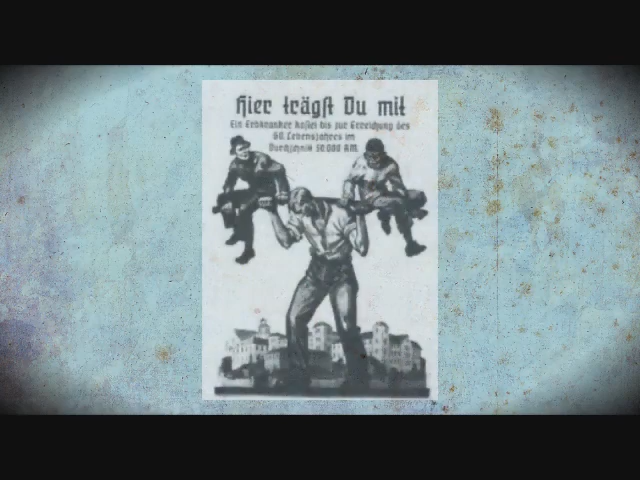 Hier trägst Du mit
Ein Erbkranker kostet bis zur Erreichung des
60. Lebensjahres im
Durchschnitt 50.000 RM.